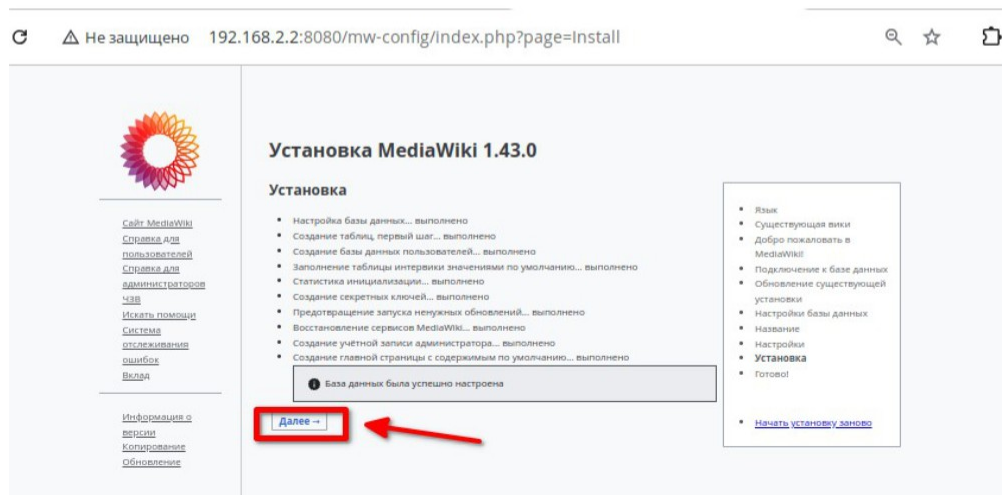 Не защищено 192.168.2.2:8080/mw-config/index.php?page=Install
Сайт MediaWiki
Справка для
пользователей
Справка для
администраторов
ЧЗВ
Искать помощи
Система
отслеживания
ошибок
Вклад
Информация о
версии
Копирование
Обновление
Установка MediaWiki 1.43.0
Установка
Настройка базы данных... выполнено
Создание таблиц, первый шаг... выполнено
Создание базы данных пользователей... выполнено
Заполнение таблицы интервики значениями по умолчанию... выполнено
Статистика инициализации... выполнено
Создание секретных ключей... выполнено
Предотвращение запуска ненужных обновлений... выполнено
Восстановление сервисов MediaWiki... выполнено
Создание учётной записи администратора... выполнено
Создание главной страницы с содержимым по умолчанию... выполнено
База данных была успешно настроена
Далее→
Язык
Существующая вики
Добро пожаловать в
MediaWiki!
Подключение к базе данных
Обновление существующей
установки
Настройки базы данных
Название
Настройки
Установка
Готово!
Начать установку заново